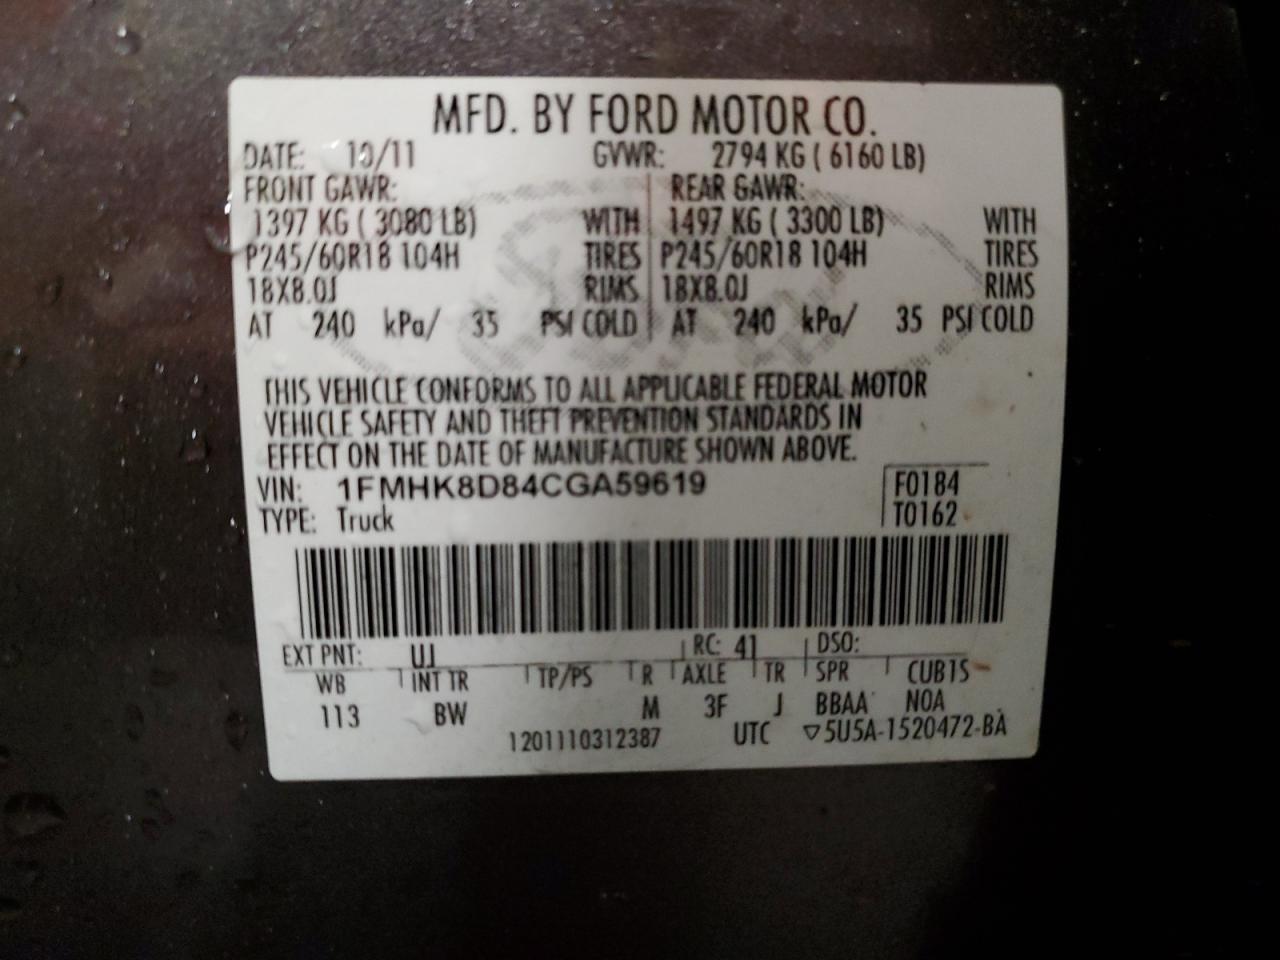 MFD. BY FORD MOTOR CO.
DATE: 10/11 GVWR: 2794 KG ( 6160 LB)
FRONT GAWR: REAR GAWR:
1397 KG ( 3080 LB) WITH 1497 KG ( 3300 LB) WITH
P245/60R18 104H TIRES P245/60R18 104H TIRES
18X8.0J RIMS 18X8.0J RIMS
AT 240 kPa/ 35 PSI COLD AT 240 kPa/ 35 PSI COLD
THIS VEHICLE CONFORMS TO ALL APPLICABLE FEDERAL MOTOR
VEHICLE SAFETY AND THEFT PREVENTION STANDARDS IN
EFFECT ON THE DATE OF MANUFACTURE SHOWN ABOVE.
VIN: 1FMHK8D84CGA59619 F0184
TYPE: Truck T0162
EXT PNT: UJ RC: 41 DSO:
WB INT TR TP/PS R AXLE TR SPR CUB1S
113 BW M 3F J BBAA NOA
1201110312387 UTC ▽5U5A-1520472-BA